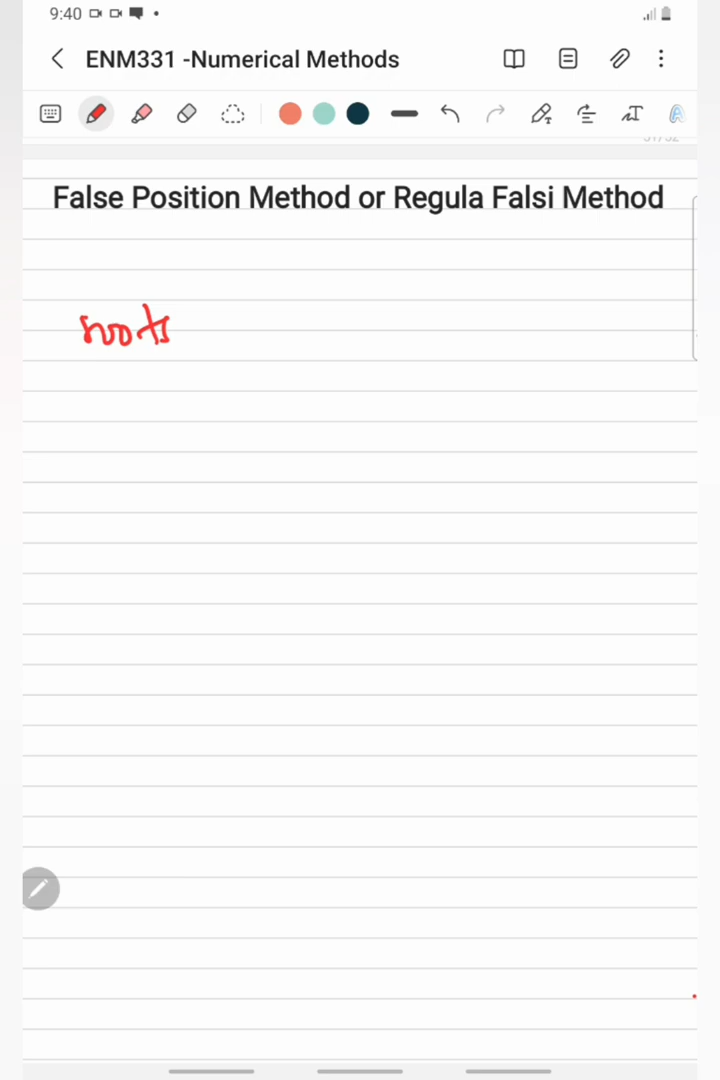 9:40
ENM331 -Numerical Methods
False Position Method or Regula Falsi Method
roots